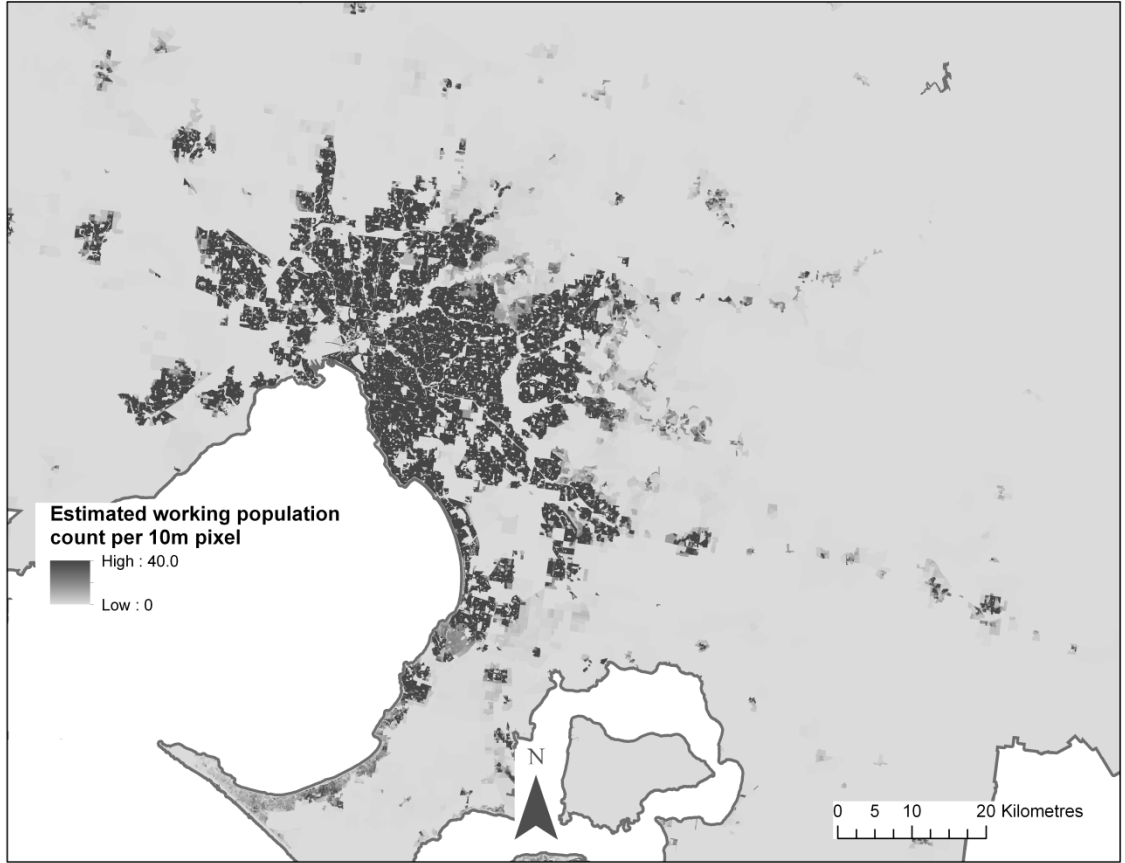 Estimated working population
count per 10m pixel
High : 40.0
Low : 0
N
0 5 10 20 Kilometres